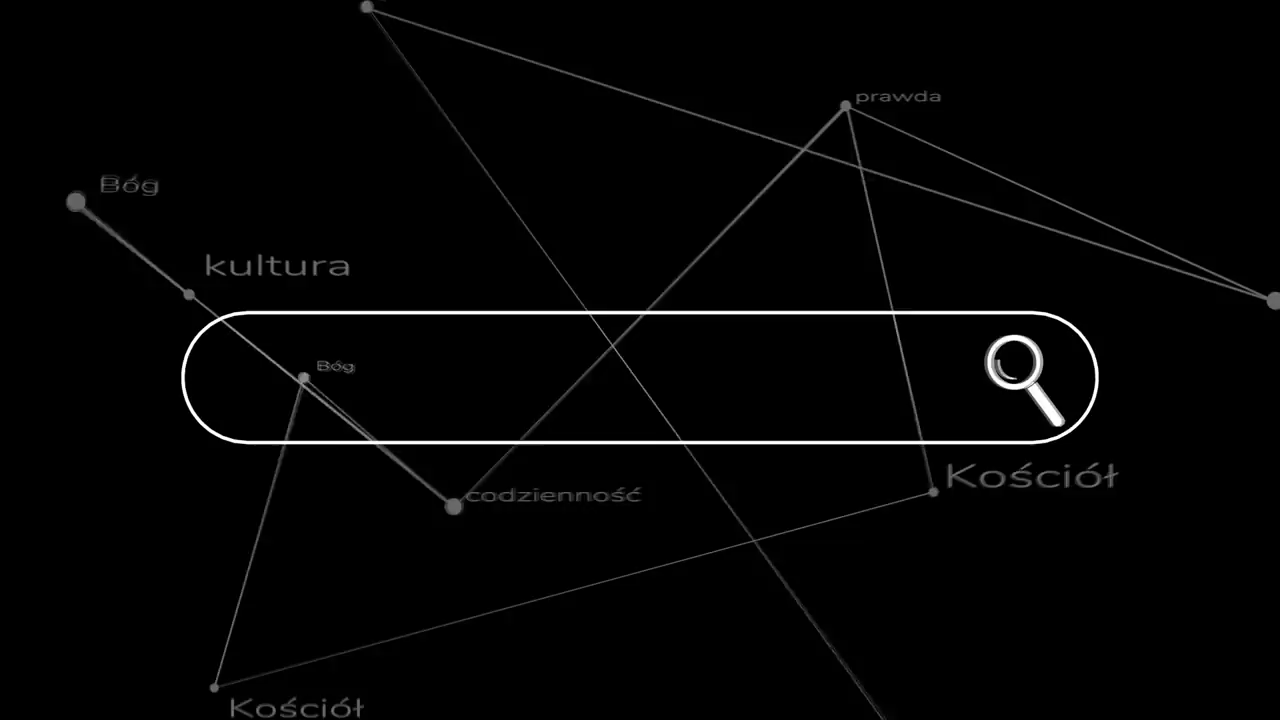 prawda
Bóg
kultura
Bóg
Kościół
codzienność
Kościół